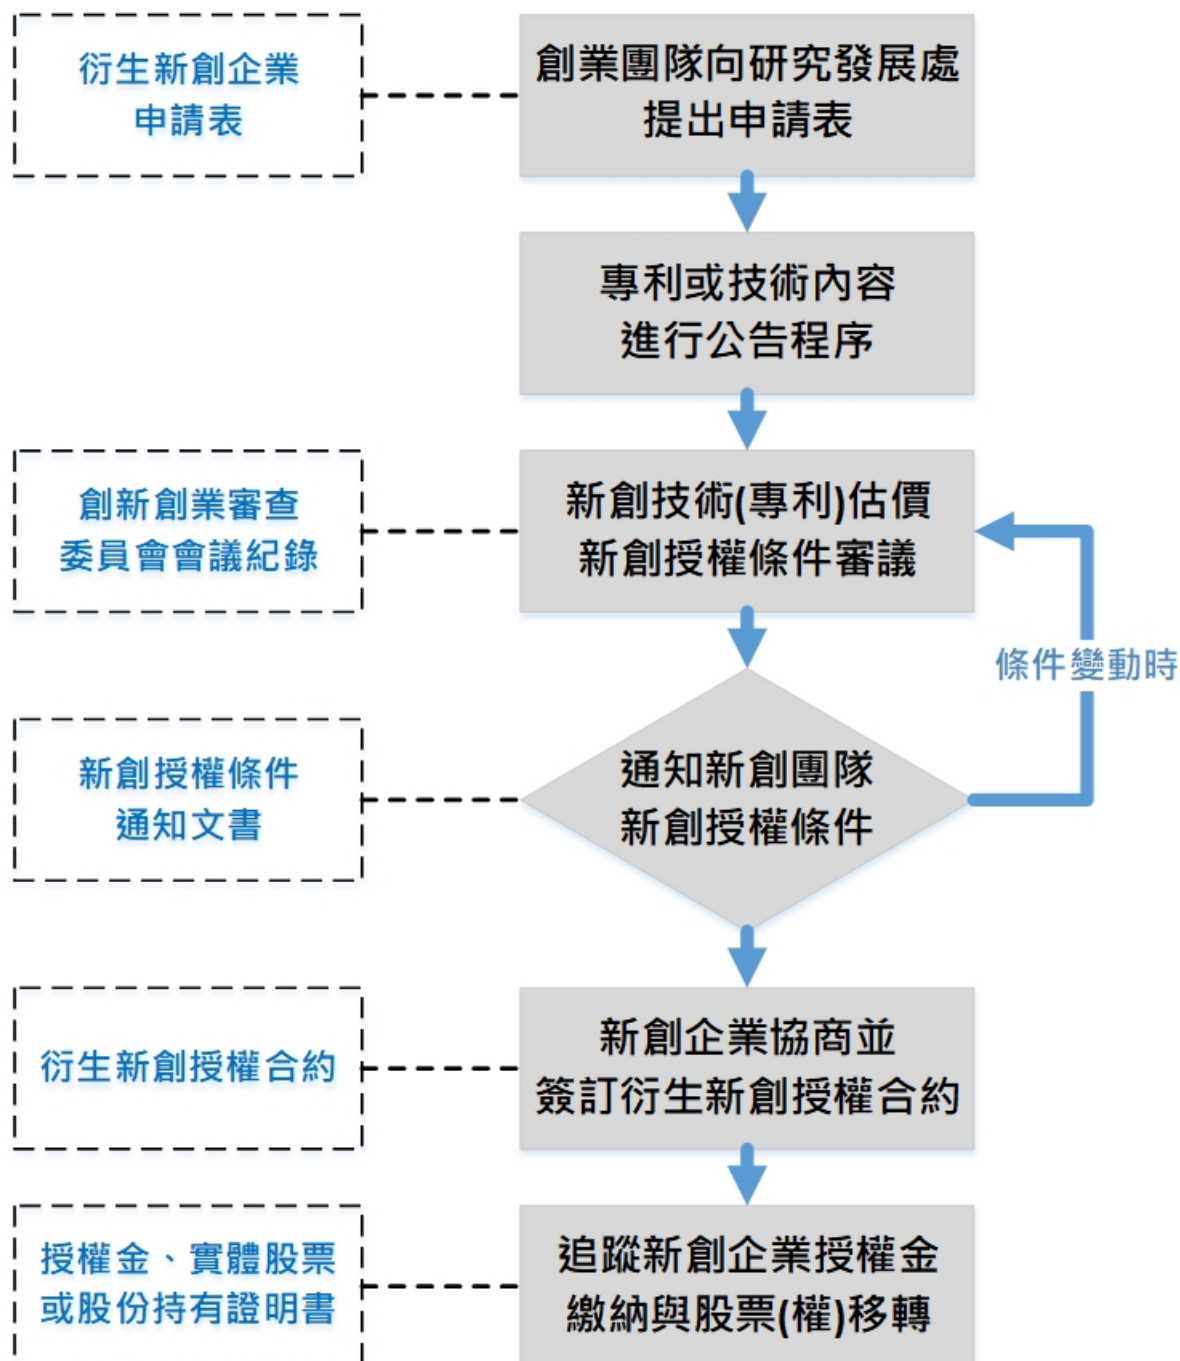 衍生新創企業
申請表
創業團隊向研究發展處
提出申請表
專利或技術內容
進行公告程序
創新創業審查
委員會會議紀錄
新創技術(專利)估價
新創授權條件審議
條件變動時
新創授權條件
通知文書
通知新創團隊
新創授權條件
衍生新創授權合約
新創企業協商並
簽訂衍生新創授權合約
授權金、實體股票
或股份持有證明書
追蹤新創企業授權金
繳納與股票(權)移轉